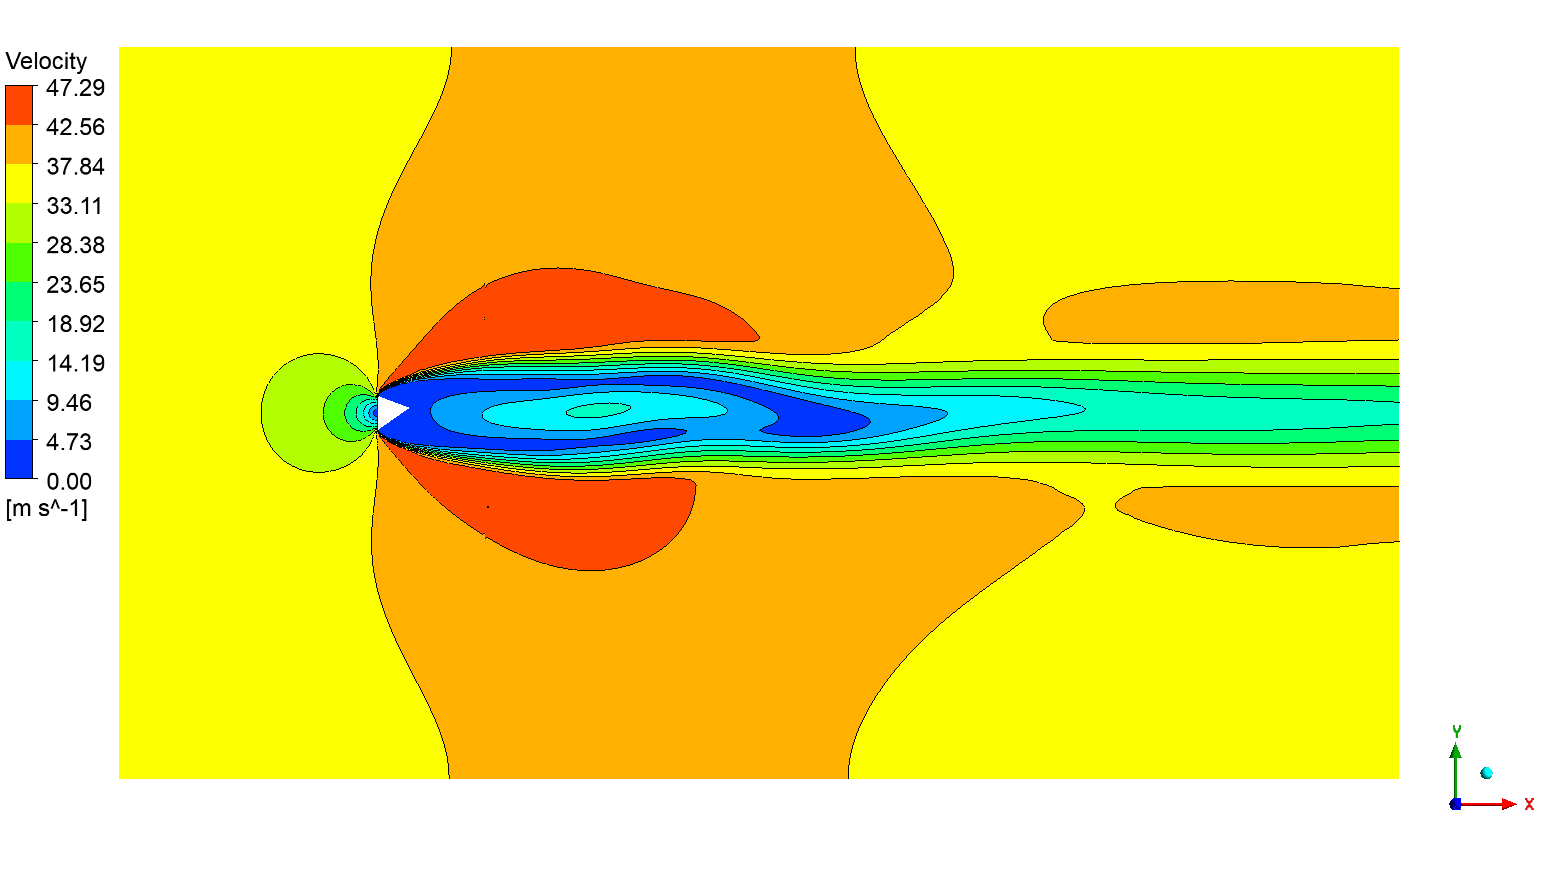 Velocity
47.29
42.56
37.84
33.11
28.38
23.65
18.92
14.19
9.46
4.73
0.00
[m s^-1]
Y
X